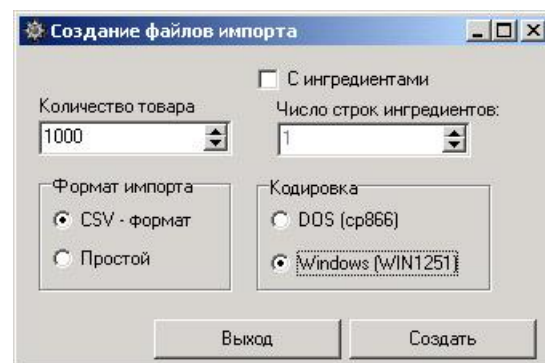 Создание файлов импорта
С ингредиентами
Количество товара
Число строк ингредиентов:
1000
1
Формат импорта
Кодировка
CSV - формат
DOS (cp866)
Простой
Windows (WIN1251)
Выход
Создать